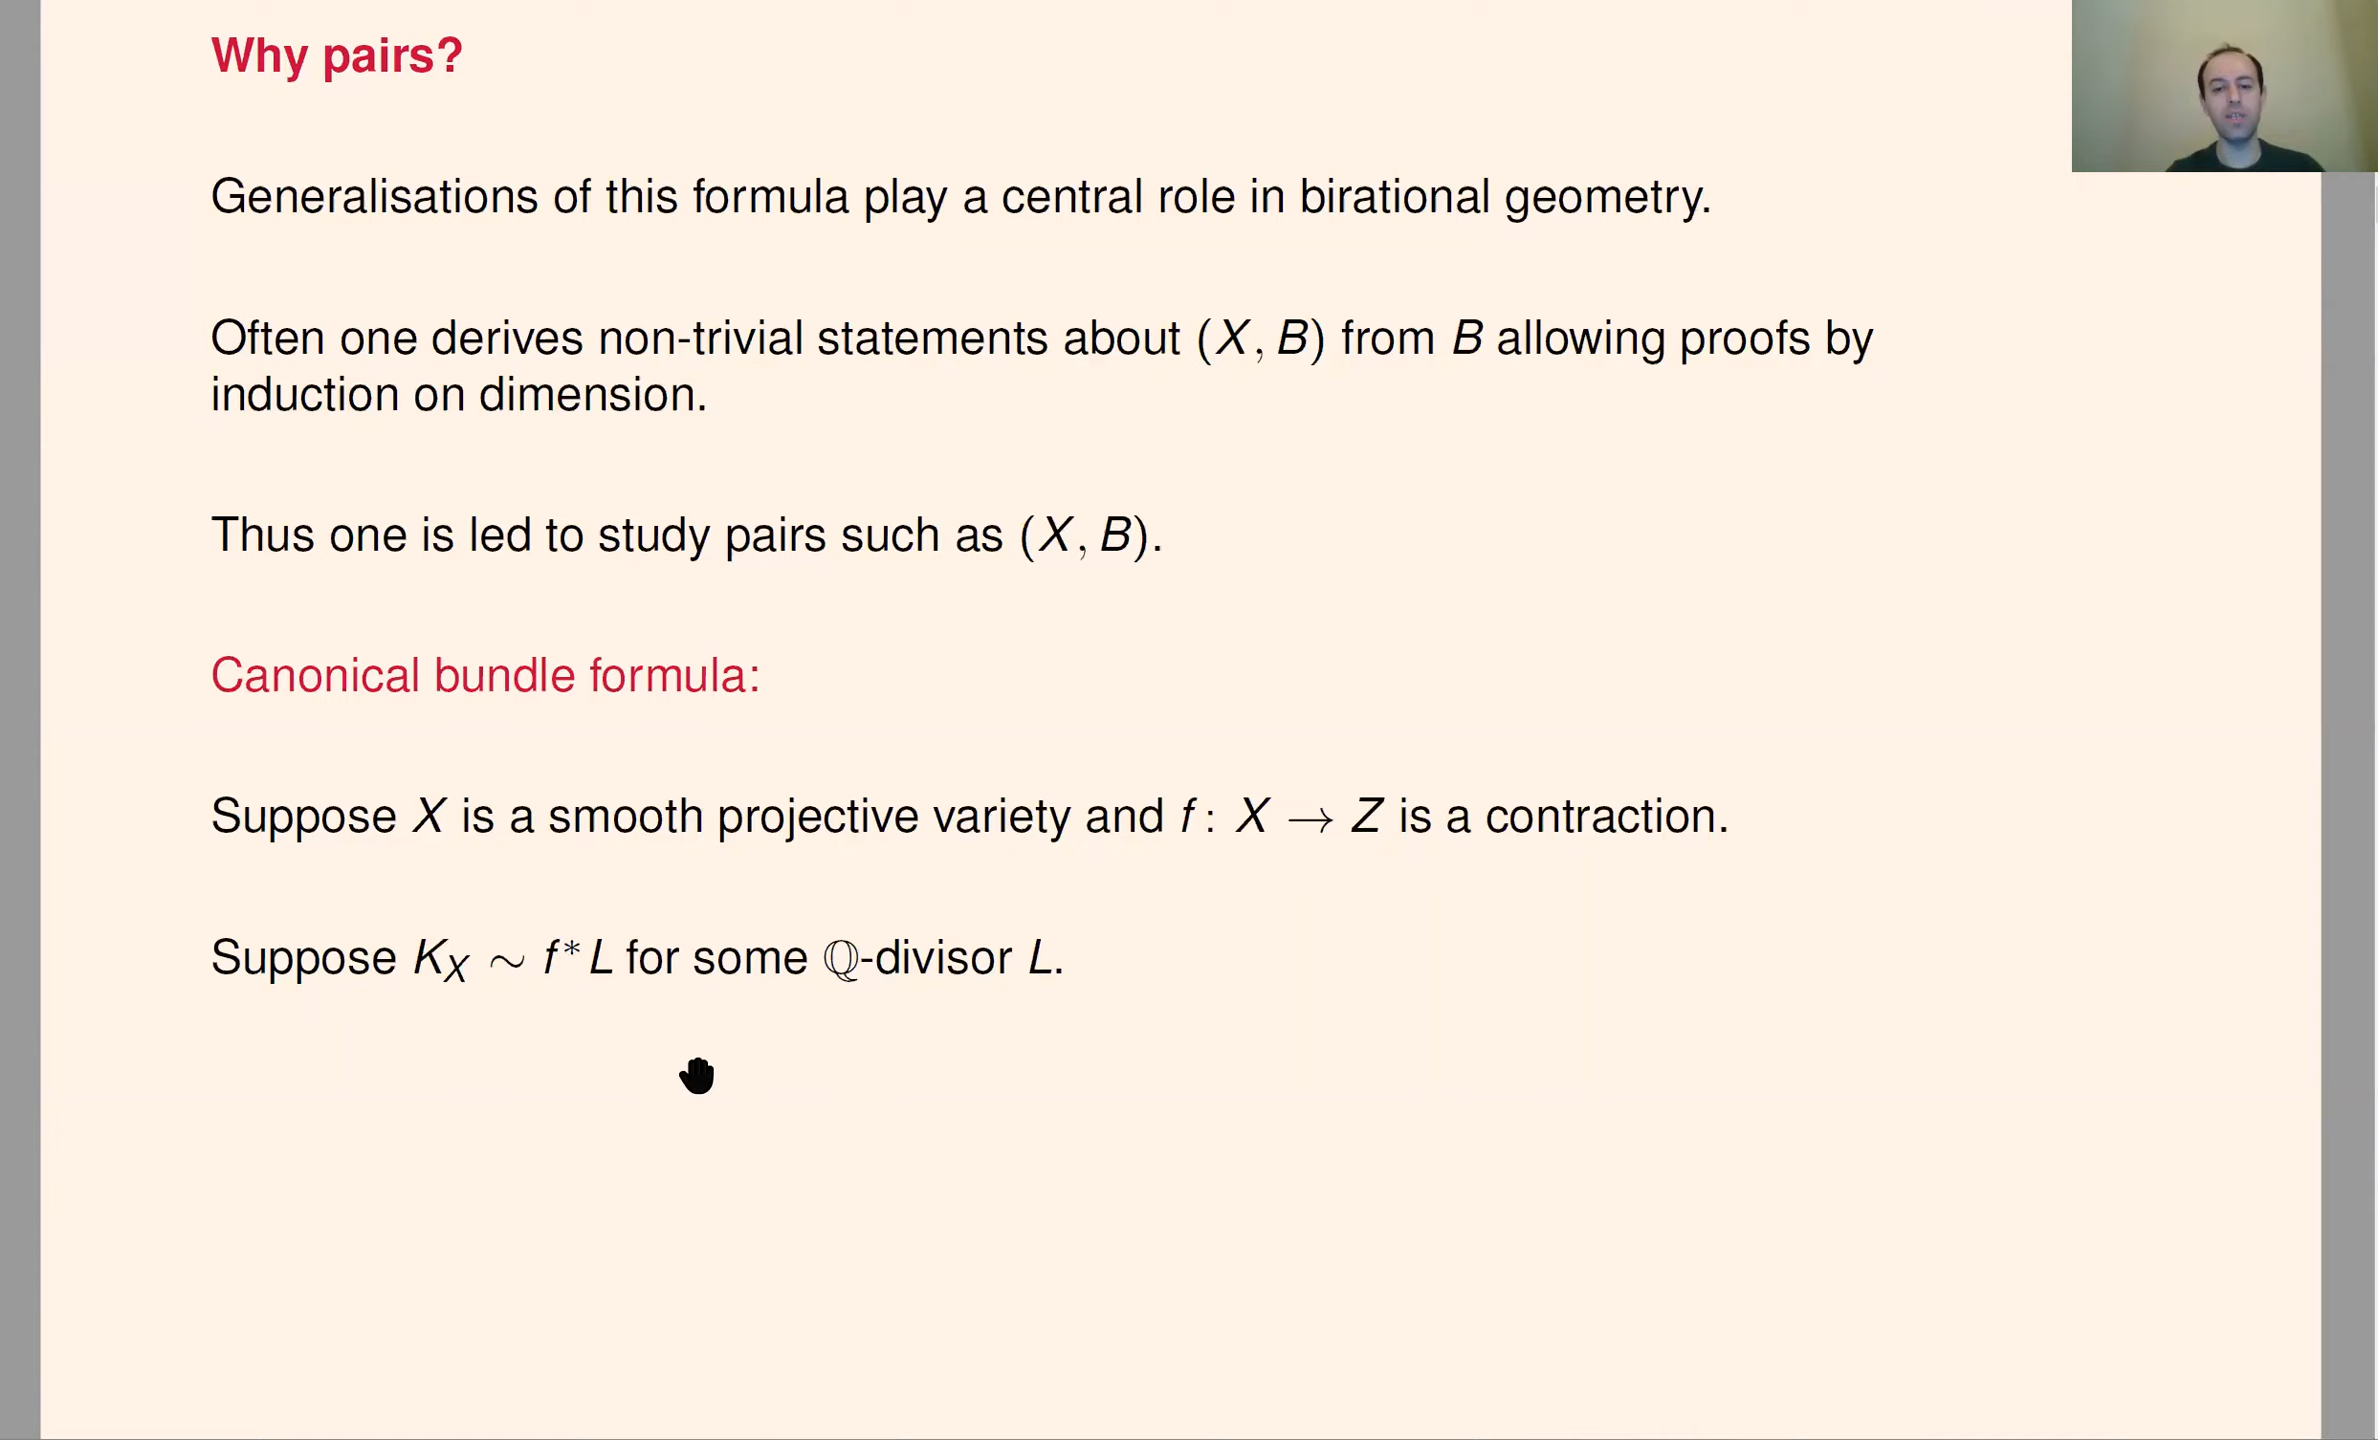 Why pairs?
Generalisations of this formula play a central role in birational geometry.
Often one derives non-trivial statements about (X, B) from B allowing proofs by
induction on dimension.
Thus one is led to study pairs such as (X, B).
Canonical bundle formula:
Suppose X is a smooth projective variety and f: X → Z is a contraction.
Suppose K_X ∼ f*L for some ℚ-divisor L.